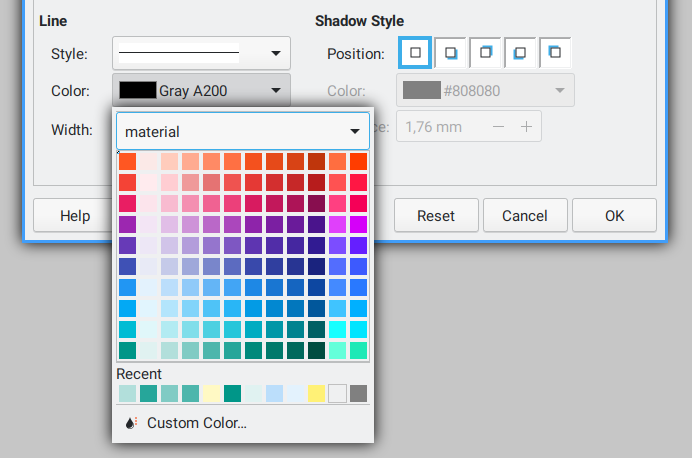 Line
Shadow Style
Style:
Position:
Color:
Gray A200
Color:
#808080
Width:
material
ce:
1,76 mm
Help
Reset
Cancel
OK
Recent
Custom Color...